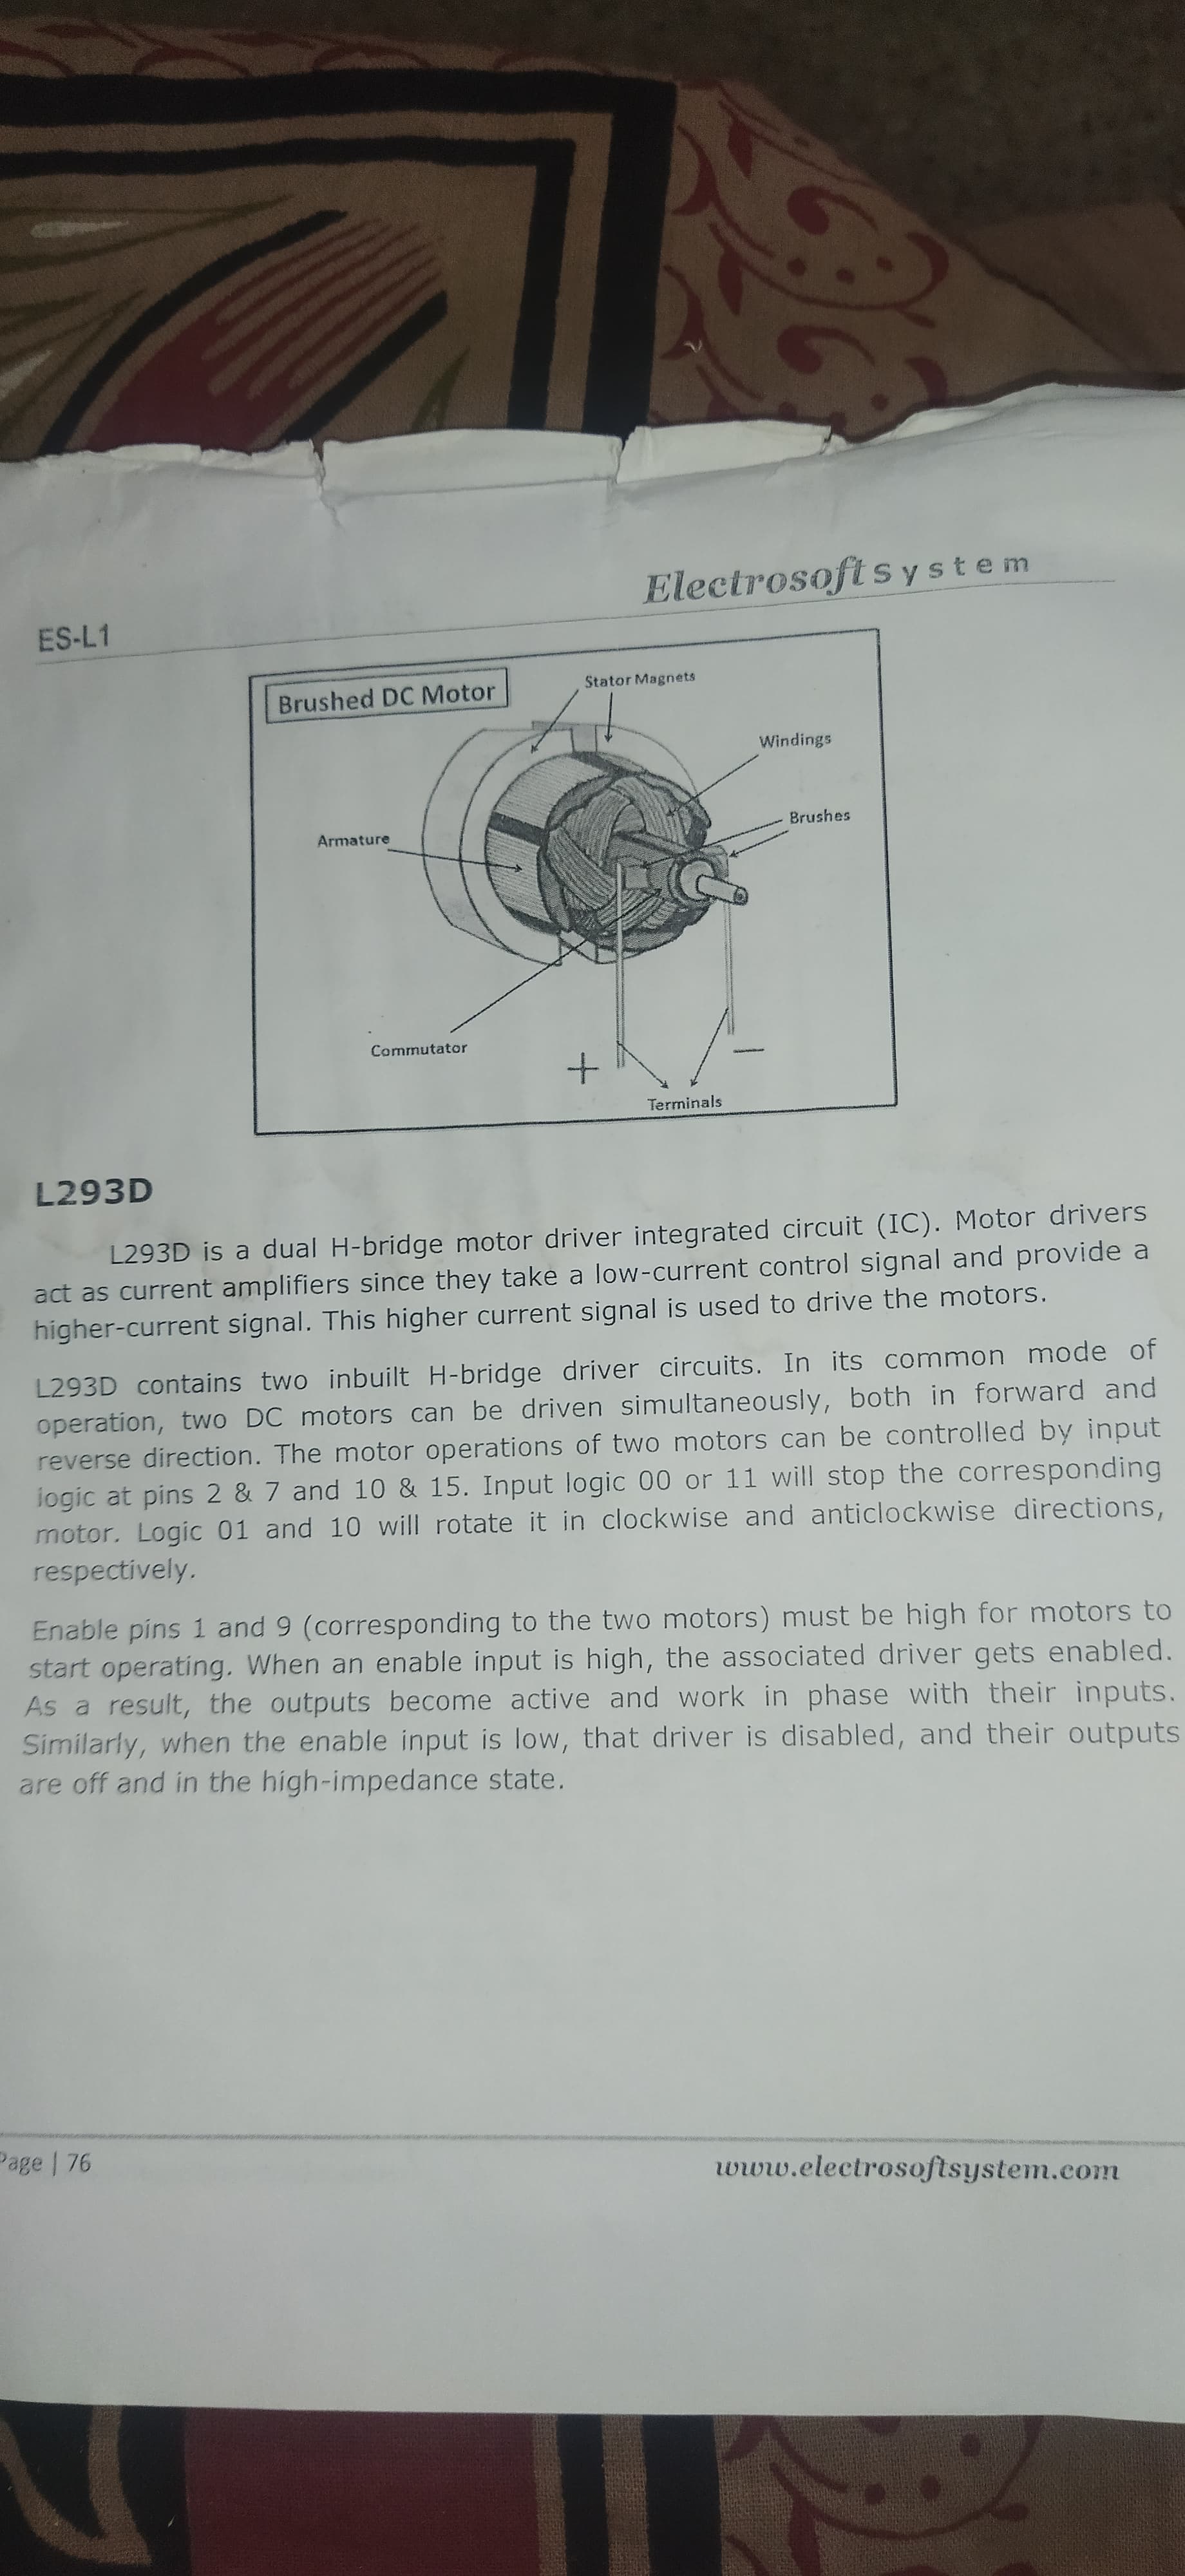 Electrosoft system
ES-L1
Brushed DC Motor
Stator Magnets
Windings
Brushes
Armature
Commutator
+
—
Terminals
L293D
L293D is a dual H-bridge motor driver integrated circuit (IC). Motor drivers
act as current amplifiers since they take a low-current control signal and provide a
higher-current signal. This higher current signal is used to drive the motors.
L293D contains two inbuilt H-bridge driver circuits. In its common mode of
operation, two DC motors can be driven simultaneously, both in forward and
reverse direction. The motor operations of two motors can be controlled by input
logic at pins 2 & 7 and 10 & 15. Input logic 00 or 11 will stop the corresponding
motor. Logic 01 and 10 will rotate it in clockwise and anticlockwise directions,
respectively.
Enable pins 1 and 9 (corresponding to the two motors) must be high for motors to
start operating. When an enable input is high, the associated driver gets enabled.
As a result, the outputs become active and work in phase with their inputs.
Similarly, when the enable input is low, that driver is disabled, and their outputs
are off and in the high-impedance state.
Page | 76
www.electrosoftsystem.com